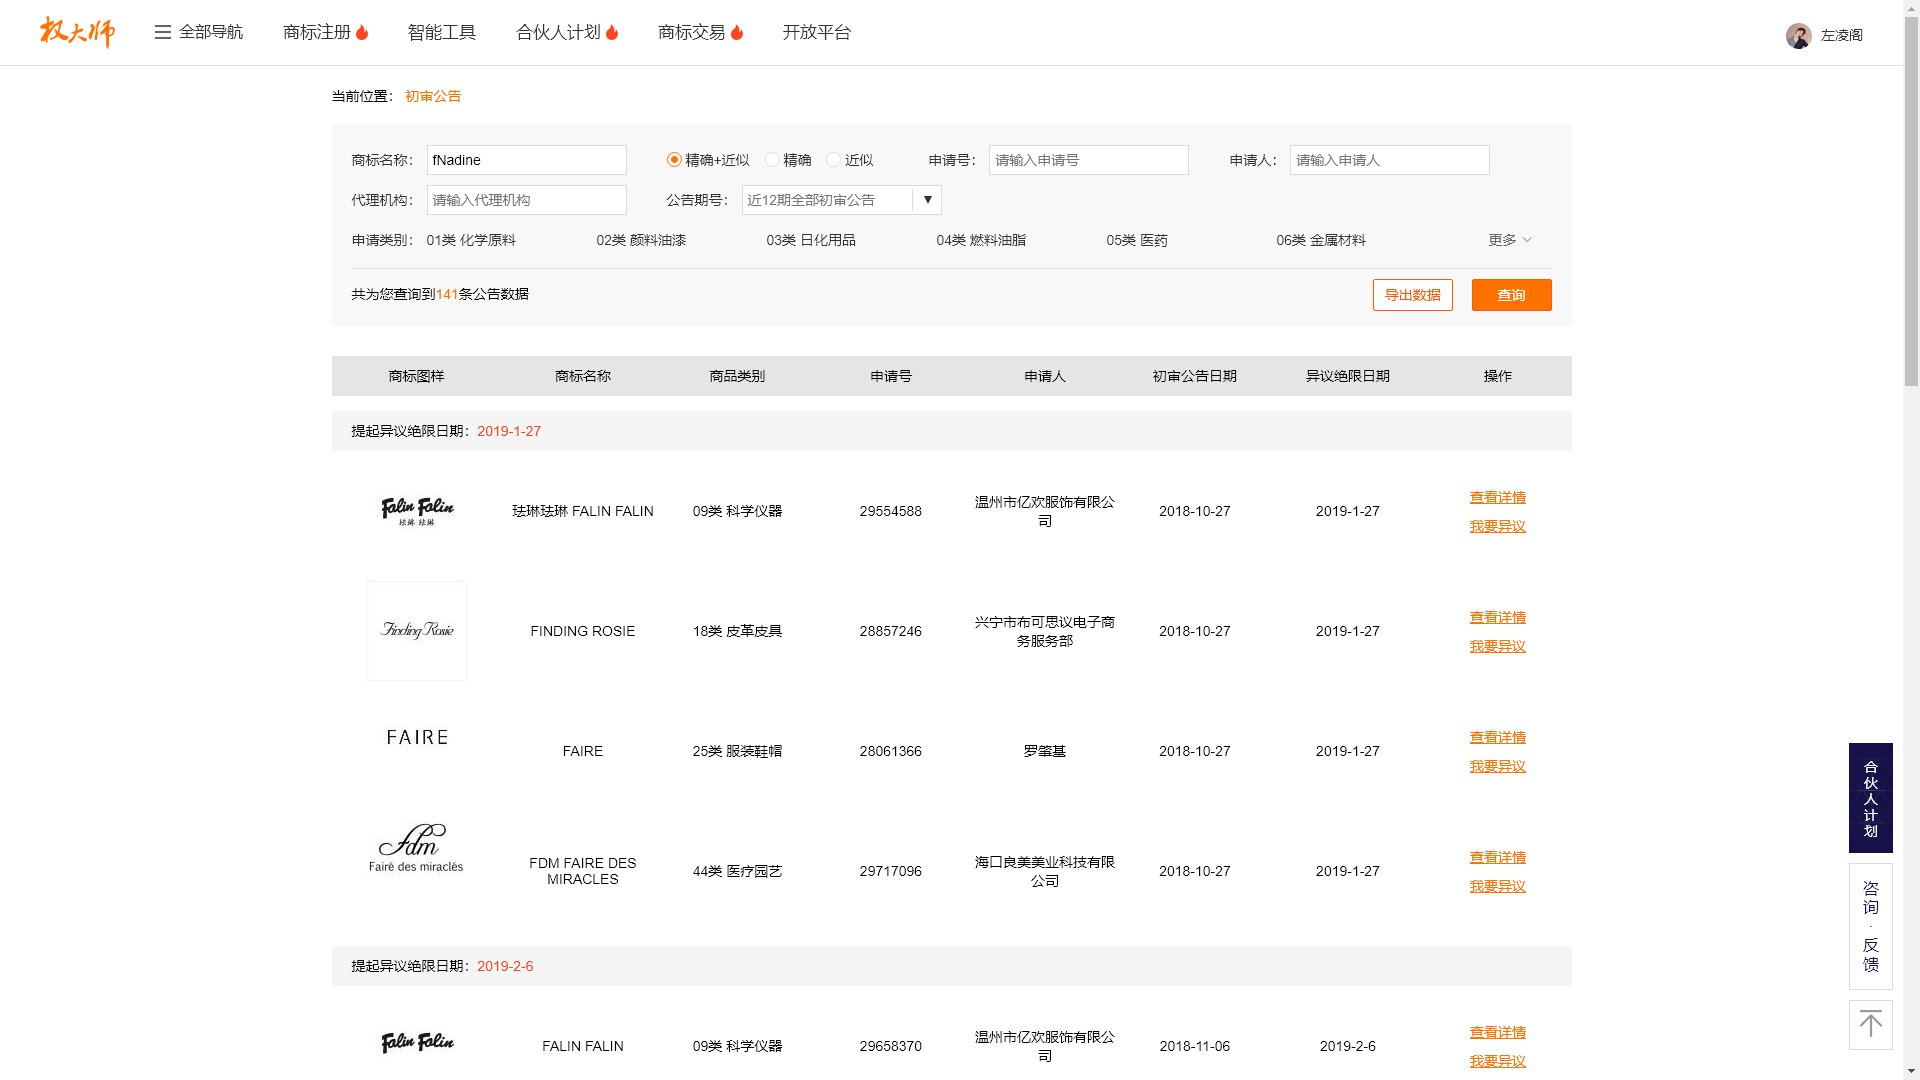 权大师 全部导航 商标注册 智能工具 合伙人计划 商标交易 开放平台 左凌阁
当前位置： 初审公告
商标名称： fNadine 精确+近似 精确 近似 申请号： 请输入申请号 申请人： 请输入申请人
代理机构： 请输入代理机构 公告期号： 近12期全部初审公告 ▼
申请类别： 01类 化学原料 02类 颜料油漆 03类 日化用品 04类 燃料油脂 05类 医药 06类 金属材料 更多
共为您查询到141条公告数据 导出数据 查询
商标图样 商标名称 商品类别 申请号 申请人 初审公告日期 异议绝限日期 操作
提起异议绝限日期：2019-1-27
Falin Falin
珐琳 珐琳
珐琳珐琳 FALIN FALIN 09类 科学仪器 29554588 温州市亿欢服饰有限公
司
2018-10-27 2019-1-27 查看详情
我要异议
Finding Rosie FINDING ROSIE 18类 皮革皮具 28857246 兴宁市布可思议电子商
务服务部
2018-10-27 2019-1-27 查看详情
我要异议
FAIRE FAIRE 25类 服装鞋帽 28061366 罗肇基 2018-10-27 2019-1-27 查看详情
我要异议
fdm
Fairé des miraclés
FDM FAIRE DES
MIRACLES
44类 医疗园艺 29717096 海口良美美业科技有限
公司
2018-10-27 2019-1-27 查看详情
我要异议
提起异议绝限日期：2019-2-6
Falin Falin FALIN FALIN 09类 科学仪器 29658370 温州市亿欢服饰有限公
司
2018-11-06 2019-2-6 查看详情
我要异议
合
伙
人
计
划
咨
询
·
反
馈